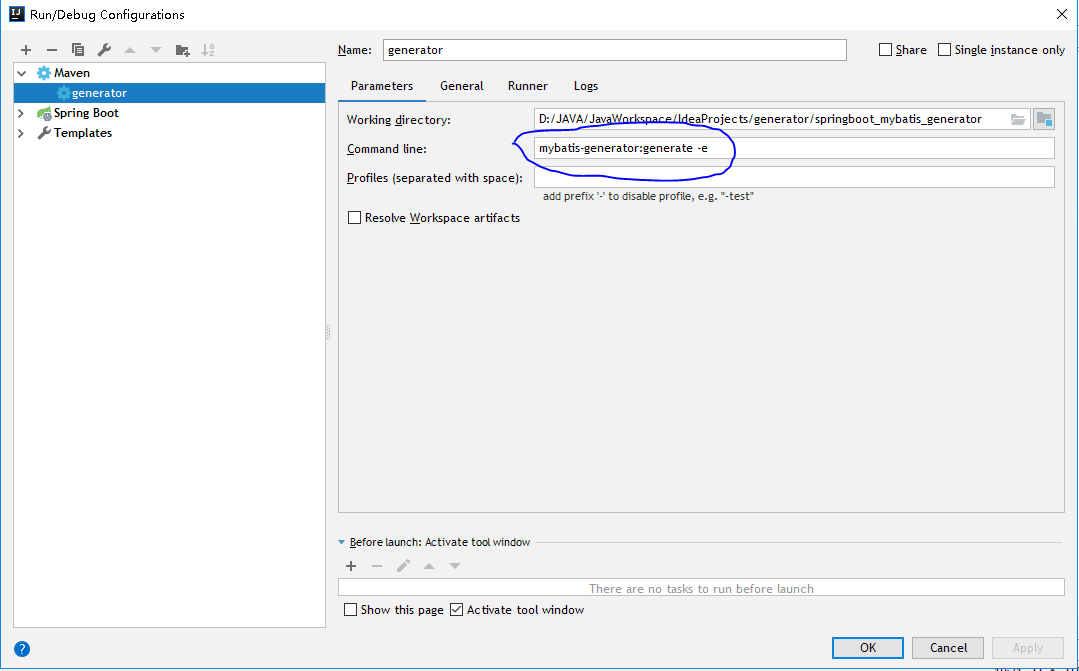 Run/Debug Configurations
Name: generator
Share
Single instance only
Maven
generator
Spring Boot
Templates
Parameters
General
Runner
Logs
Working directory: D:/JAVA/JavaWorkspace/IdeaProjects/generator/springboot_mybatis_generator
Command line: mybatis-generator:generate -e
Profiles (separated with space):
add prefix '-' to disable profile, e.g. "-test"
Resolve Workspace artifacts
Before launch: Activate tool window
There are no tasks to run before launch
Show this page
Activate tool window
?
OK
Cancel
Apply